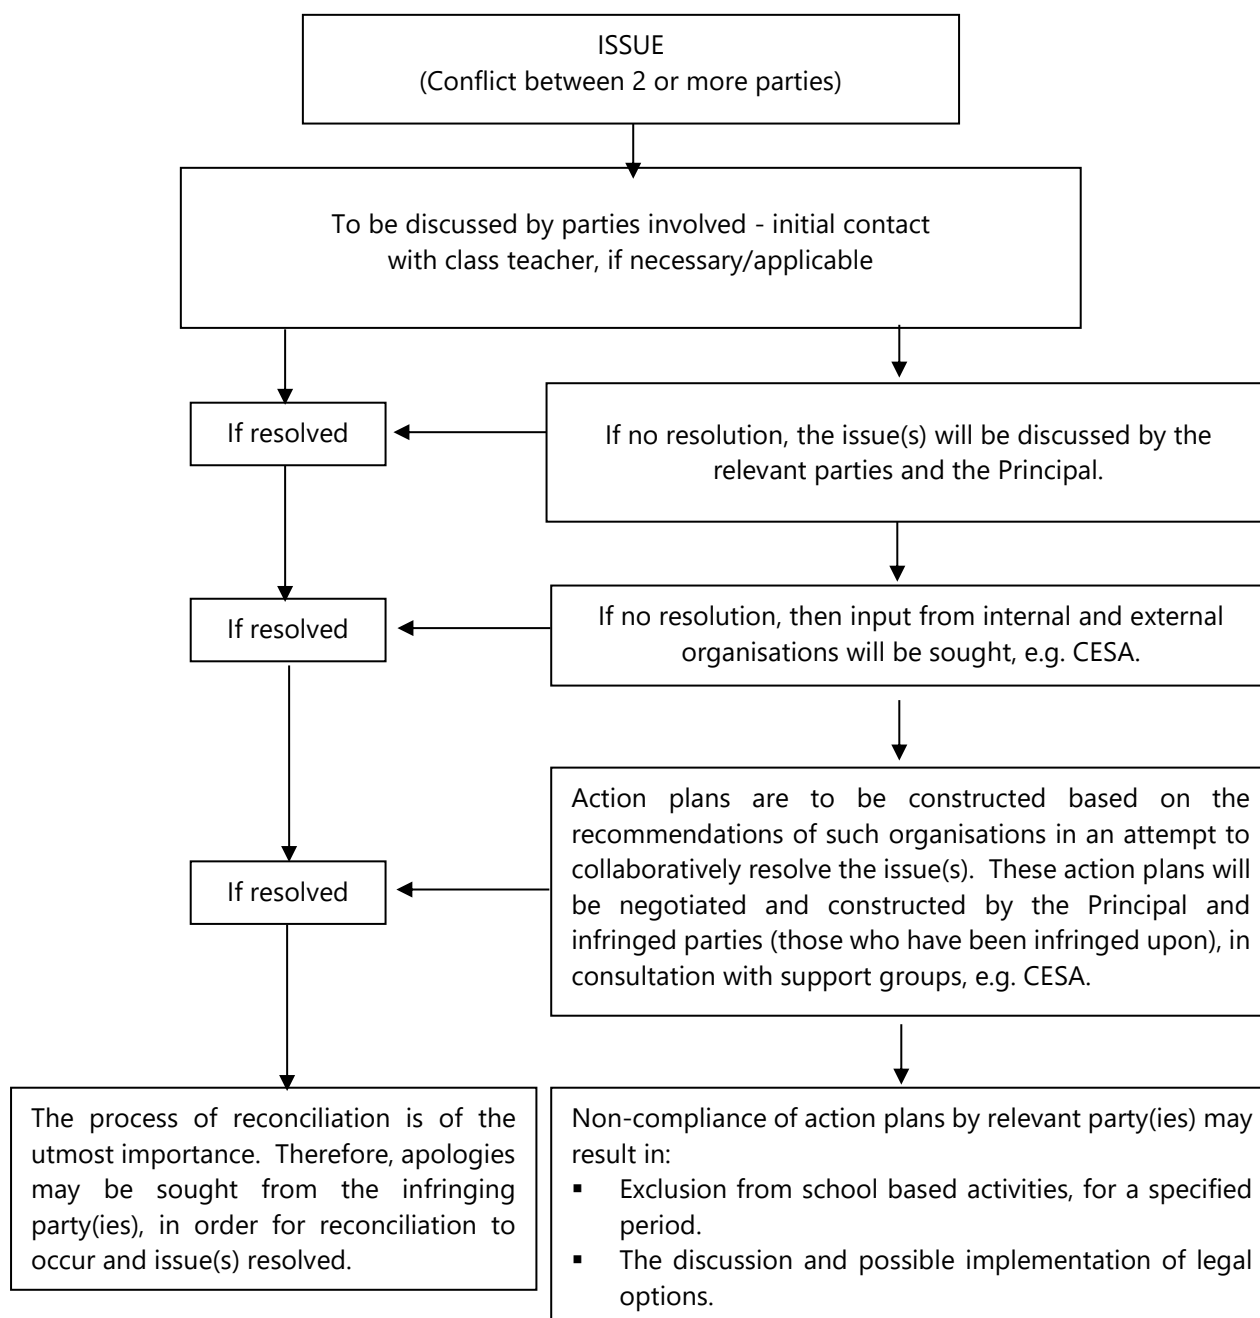 ISSUE
(Conflict between 2 or more parties)
To be discussed by parties involved - initial contact
with class teacher, if necessary/applicable
If resolved
If no resolution, the issue(s) will be discussed by the
relevant parties and the Principal.
If resolved
If no resolution, then input from internal and external
organisations will be sought, e.g. CESA.
If resolved
Action plans are to be constructed based on the
recommendations of such organisations in an attempt to
collaboratively resolve the issue(s). These action plans will
be negotiated and constructed by the Principal and
infringed parties (those who have been infringed upon), in
consultation with support groups, e.g. CESA.
The process of reconciliation is of the
utmost importance. Therefore, apologies
may be sought from the infringing
party(ies), in order for reconciliation to
occur and issue(s) resolved.
Non-compliance of action plans by relevant party(ies) may
result in:
▪ Exclusion from school based activities, for a specified
period.
▪ The discussion and possible implementation of legal
options.